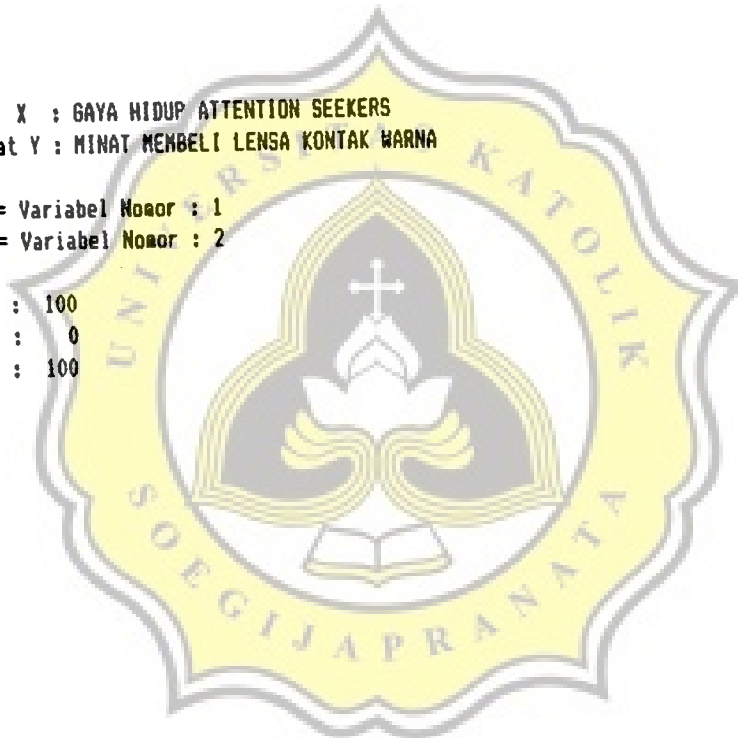 X : GAYA HIDUP ATTENTION SEEKERS
at Y : MINAT MEMBELI LENSA KONTAK WARNA
= Variabel Nomor : 1
= Variabel Nomor : 2
: 100
: 0
: 100
UNIVERSITAS KATOLIK
SOEGIJAPRANATA